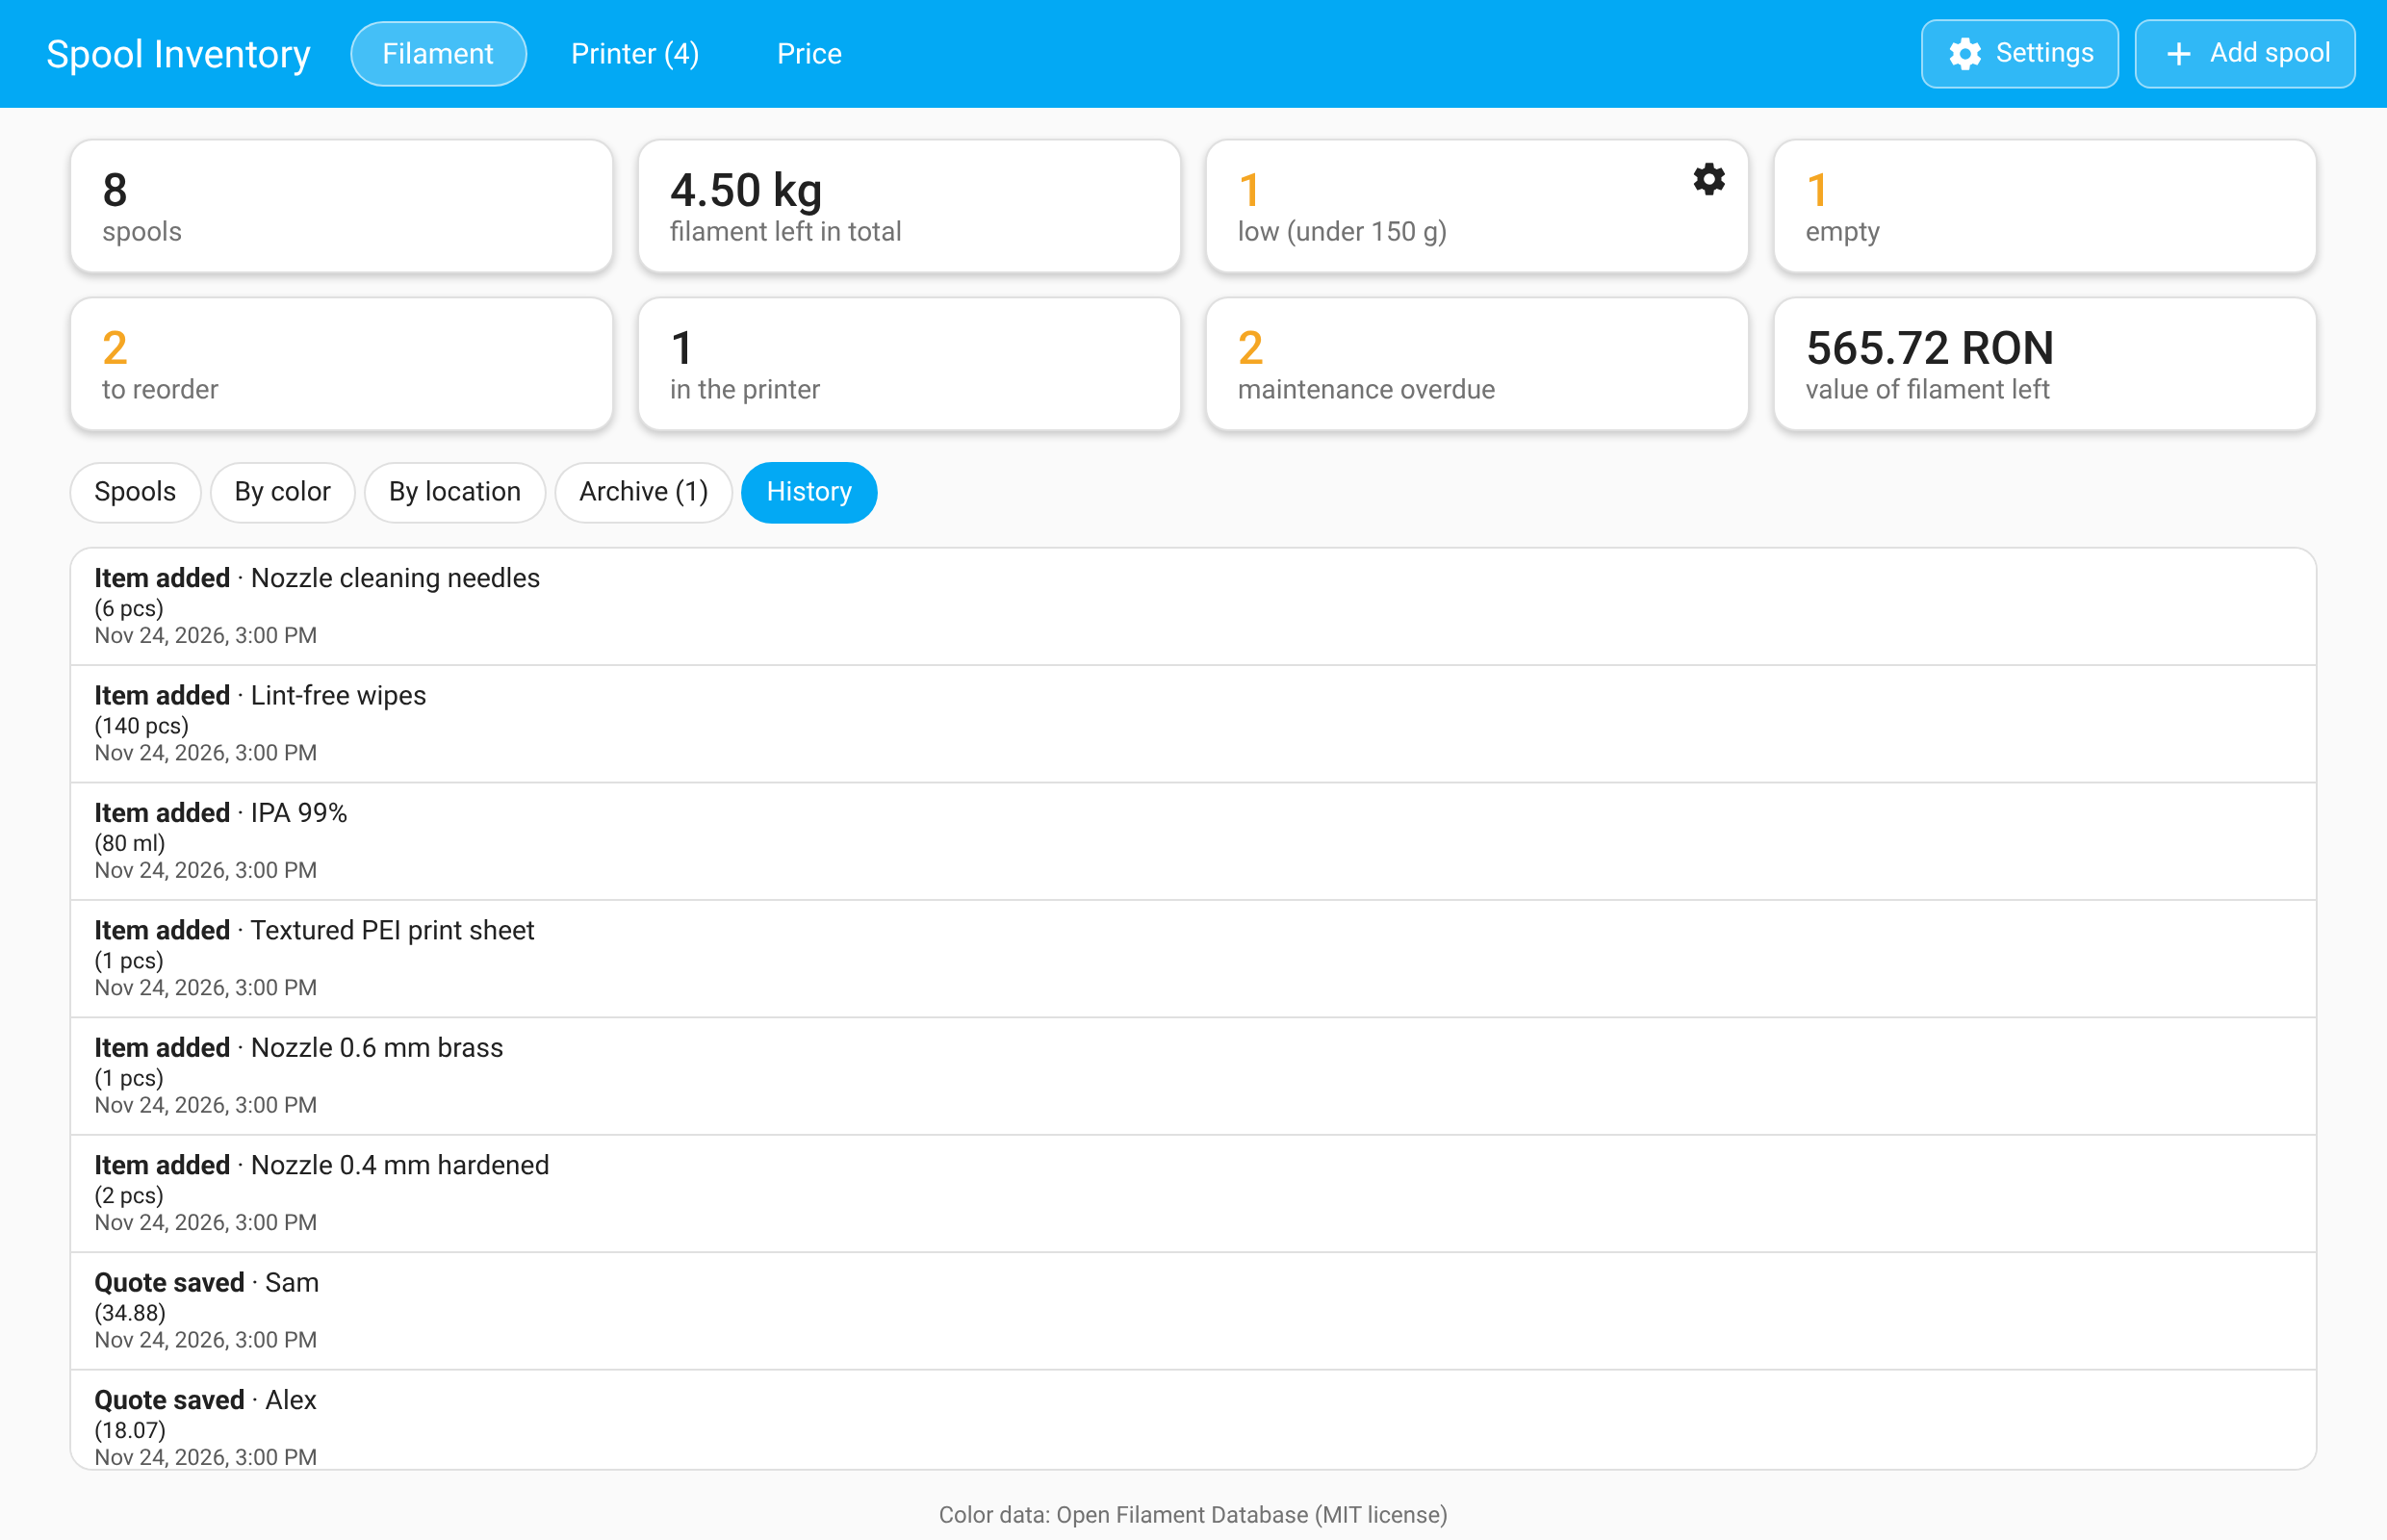 Spool Inventory
Filament
Printer (4)
Price
Settings
+ Add spool
8
spools
4.50 kg
filament left in total
1
low (under 150 g)
1
empty
2
to reorder
1
in the printer
2
maintenance overdue
565.72 RON
value of filament left
Spools
By color
By location
Archive (1)
History
Item added · Nozzle cleaning needles
(6 pcs)
Nov 24, 2026, 3:00 PM
Item added · Lint-free wipes
(140 pcs)
Nov 24, 2026, 3:00 PM
Item added · IPA 99%
(80 ml)
Nov 24, 2026, 3:00 PM
Item added · Textured PEI print sheet
(1 pcs)
Nov 24, 2026, 3:00 PM
Item added · Nozzle 0.6 mm brass
(1 pcs)
Nov 24, 2026, 3:00 PM
Item added · Nozzle 0.4 mm hardened
(2 pcs)
Nov 24, 2026, 3:00 PM
Quote saved · Sam
(34.88)
Nov 24, 2026, 3:00 PM
Quote saved · Alex
(18.07)
Nov 24, 2026, 3:00 PM
Color data: Open Filament Database (MIT license)